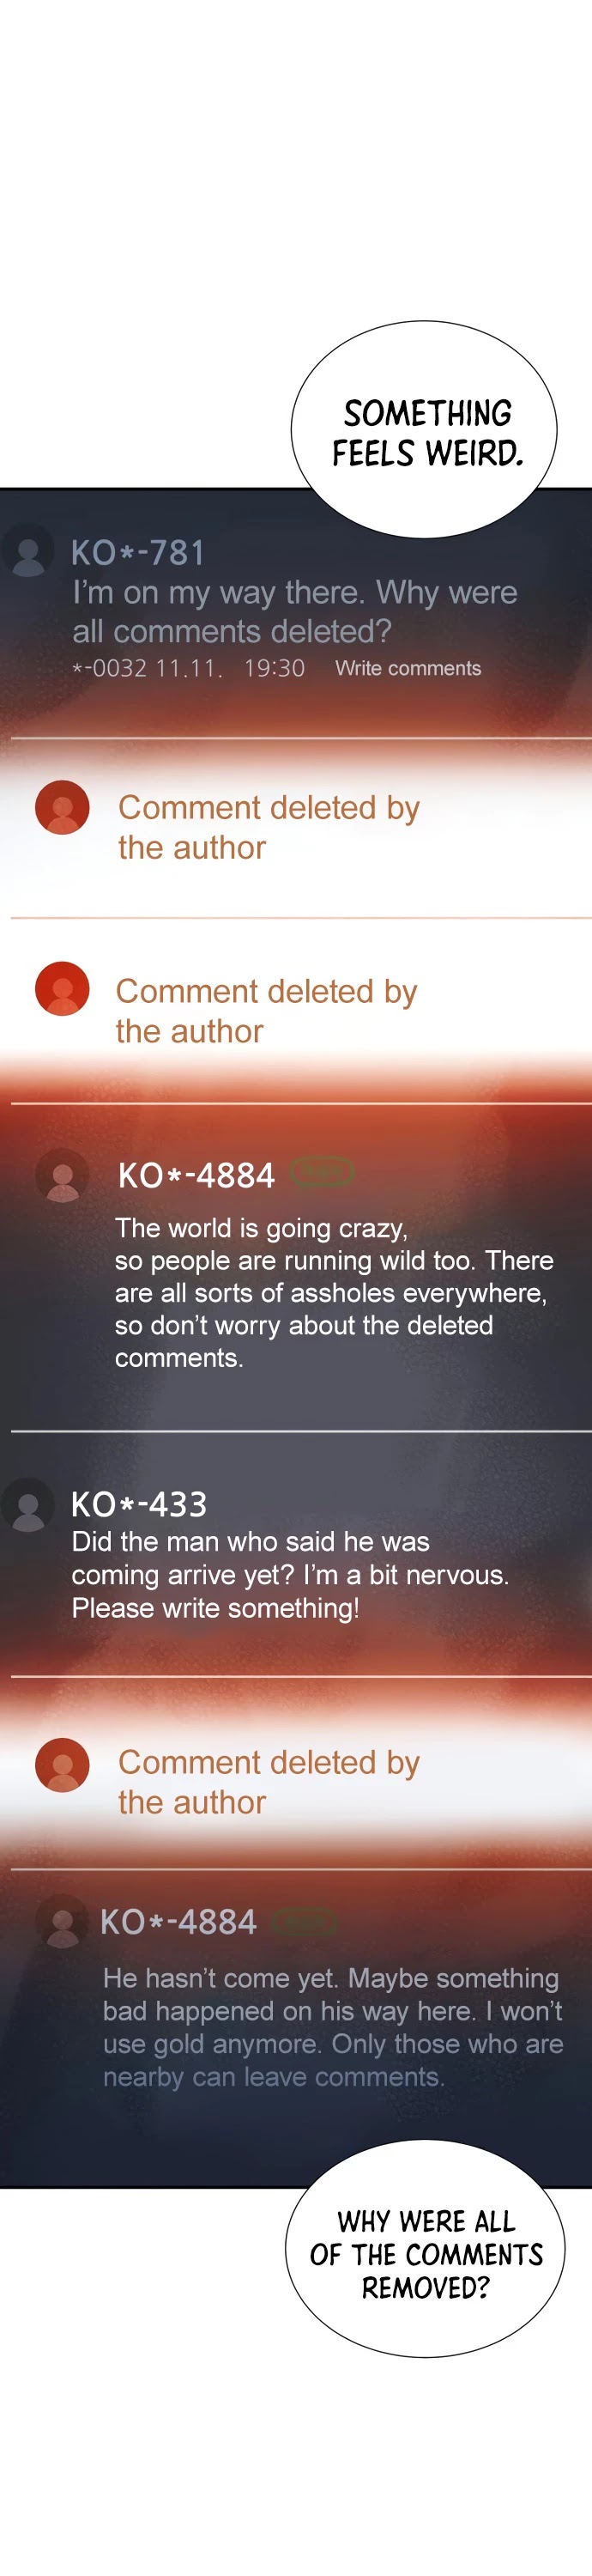 SOMETHING
FEELS WEIRD.
KO*-781
I'm on my way there. Why were
all comments deleted?
*-0032 11.11. 19:30 Write comments
Comment deleted by
the author
Comment deleted by
the author
KO*-4884
The world is going crazy,
so people are running wild too. There
are all sorts of assholes everywhere,
so don't worry about the deleted
comments.
KO*-433
Did the man who said he was
coming arrive yet? I'm a bit nervous.
Please write something!
Comment deleted by
the author
KO*-4884
He hasn't come yet. Maybe something
bad happened on his way here. I won't
use gold anymore. Only those who are
nearby can leave comments.
WHY WERE ALL
OF THE COMMENTS
REMOVED?